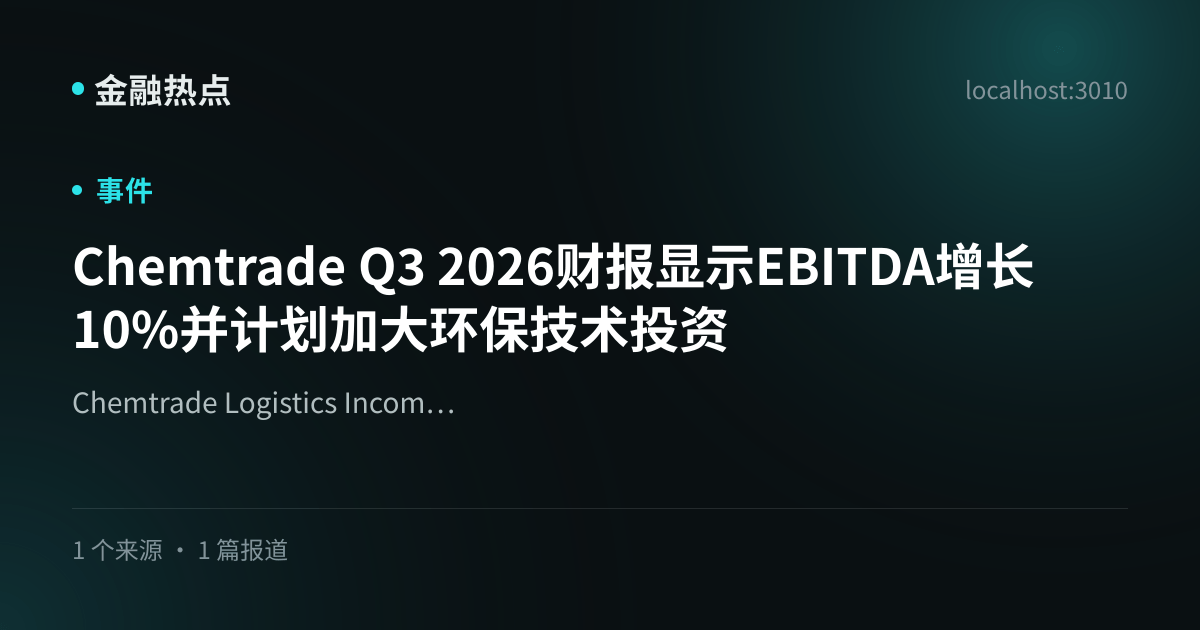 金融热点
localhost:3010
事件
Chemtrade Q3 2026财报显示EBITDA增长
10%并计划加大环保技术投资
Chemtrade Logistics Incom…
1 个来源 · 1 篇报道